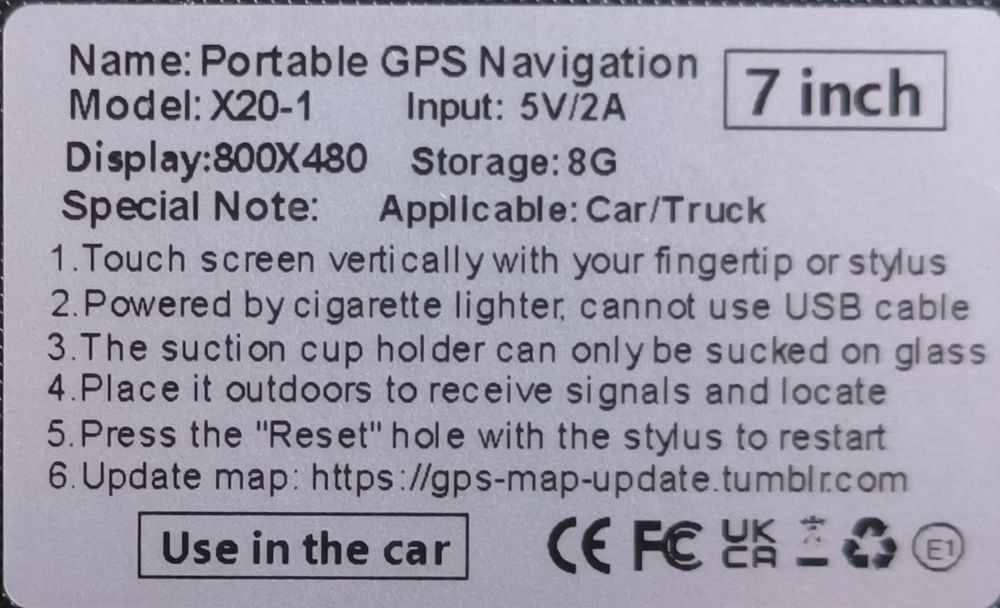 Name: Portable GPS Navigation
7 inch
Model: X20-1 Input: 5V/2A
Display:800X480 Storage: 8G
Special Note: Applicable: Car/Truck
1.Touch screen vertically with your fingertip or stylus
2.Powered by cigarette lighter, cannot use USB cable
3.The suction cup holder can only be sucked on glass
4.Place it outdoors to receive signals and locate
5.Press the "Reset" hole with the stylus to restart
6.Update map: https://gps-map-update.tumblr.com
Use in the car CE FC UK CA E1